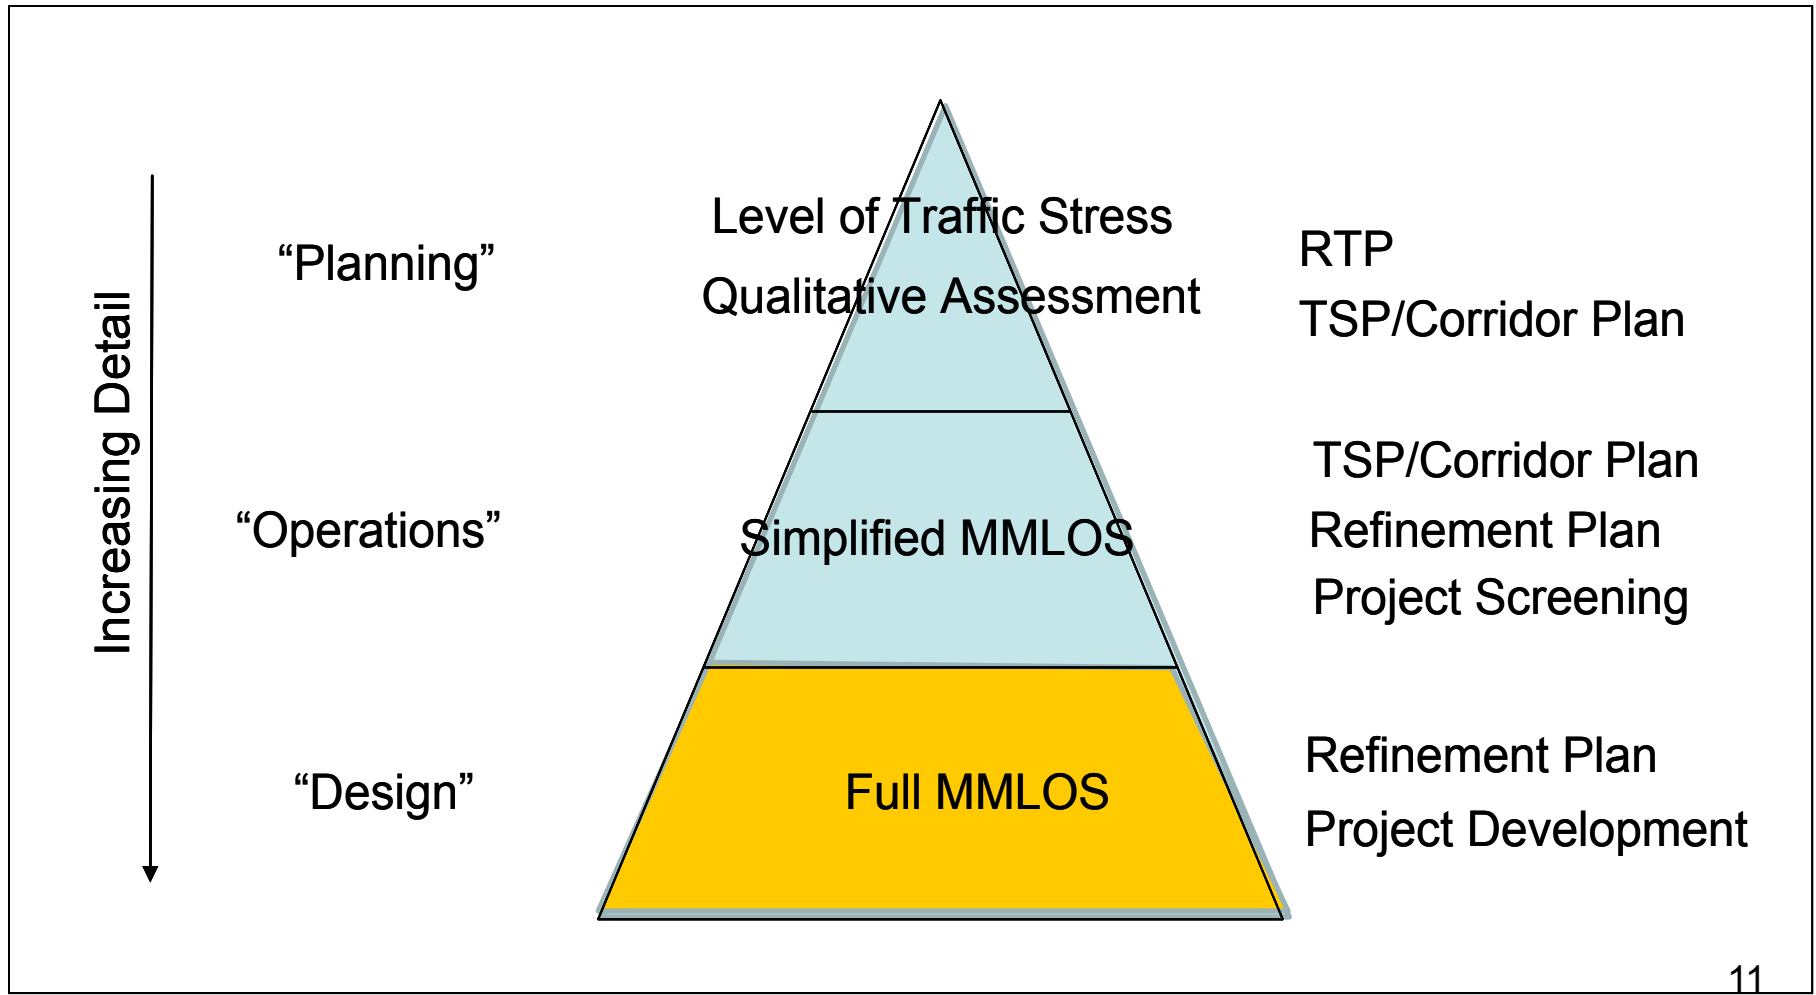 Increasing Detail
“Planning”
Level of Traffic Stress
Qualitative Assessment
RTP
TSP/Corridor Plan
“Operations”
Simplified MMLOS
TSP/Corridor Plan
Refinement Plan
Project Screening
“Design”
Full MMLOS
Refinement Plan
Project Development
11